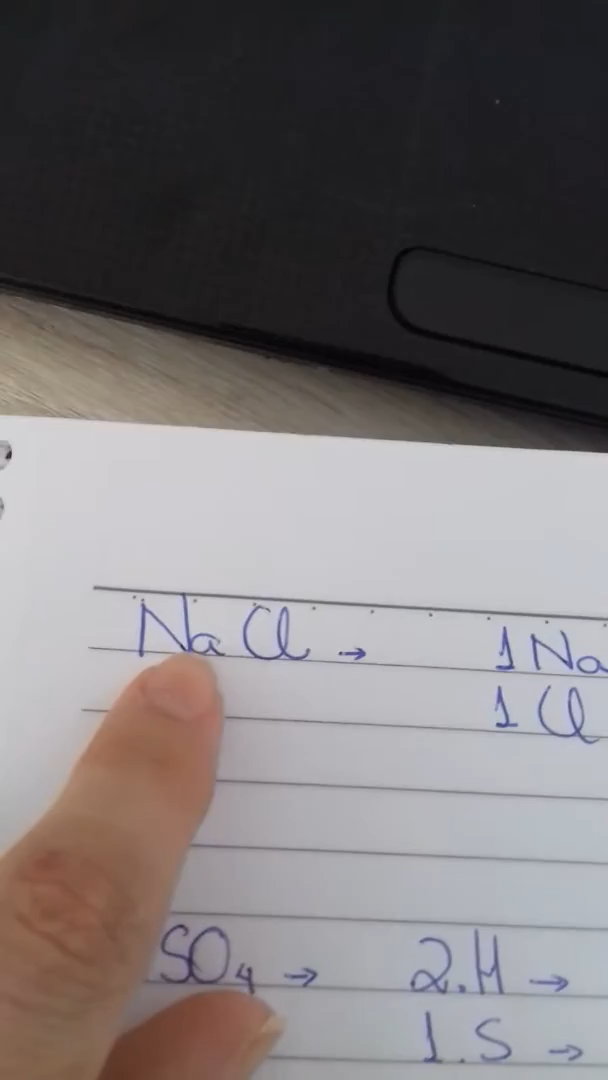 NaCl → 1 Na
1 Cl
SO₄ → 2.H →
1.S →